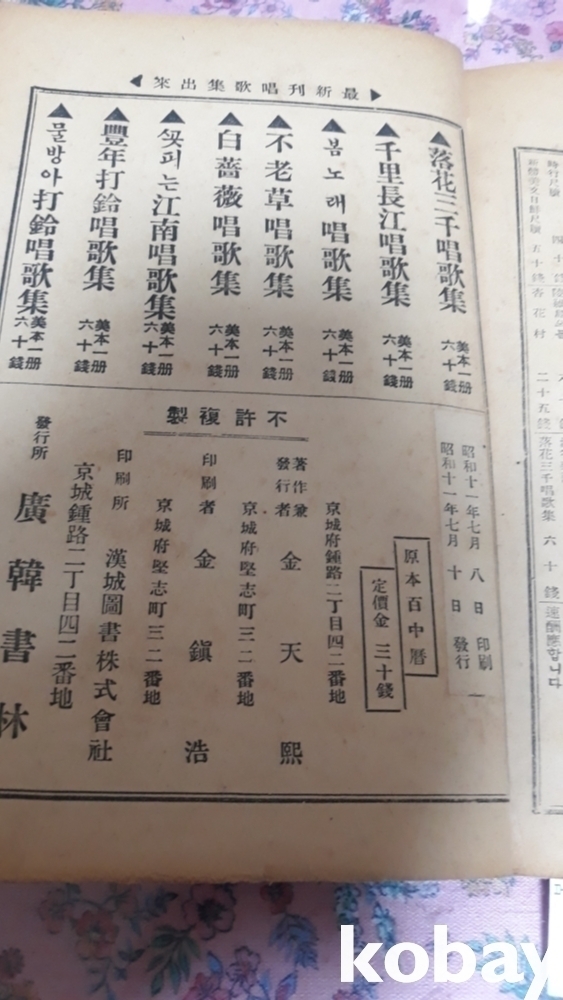 ▶最新刊唱歌集出來◀
▲落花三千唱歌集 美本一册 六十錢
▲千里長江唱歌集 美本一册 六十錢
▲봄노래唱歌集 美本一册 六十錢
▲不老草唱歌集 美本一册 六十錢
▲白薔薇唱歌集 美本一册 六十錢
▲꼿피는江南唱歌集 美本一册 六十錢
▲豐年打鈴唱歌集 美本一册 六十錢
▲물방아打鈴唱歌集 美本一册 六十錢
昭和十一年七月 八日 印刷
昭和十一年七月 十日 發行
原本百中曆
定價金 三十錢
不許複製
京城府鍾路二丁目四二番地
著作兼發行者 金天熙
京城府堅志町三二番地
印刷者 金鎭浩
京城府堅志町三二番地
印刷所 漢城圖書株式會社
京城鍾路二丁目四二番地
發行所 廣韓書林
二十五錢
落花三千唱歌集 六十錢
速酬應합니다
kobay